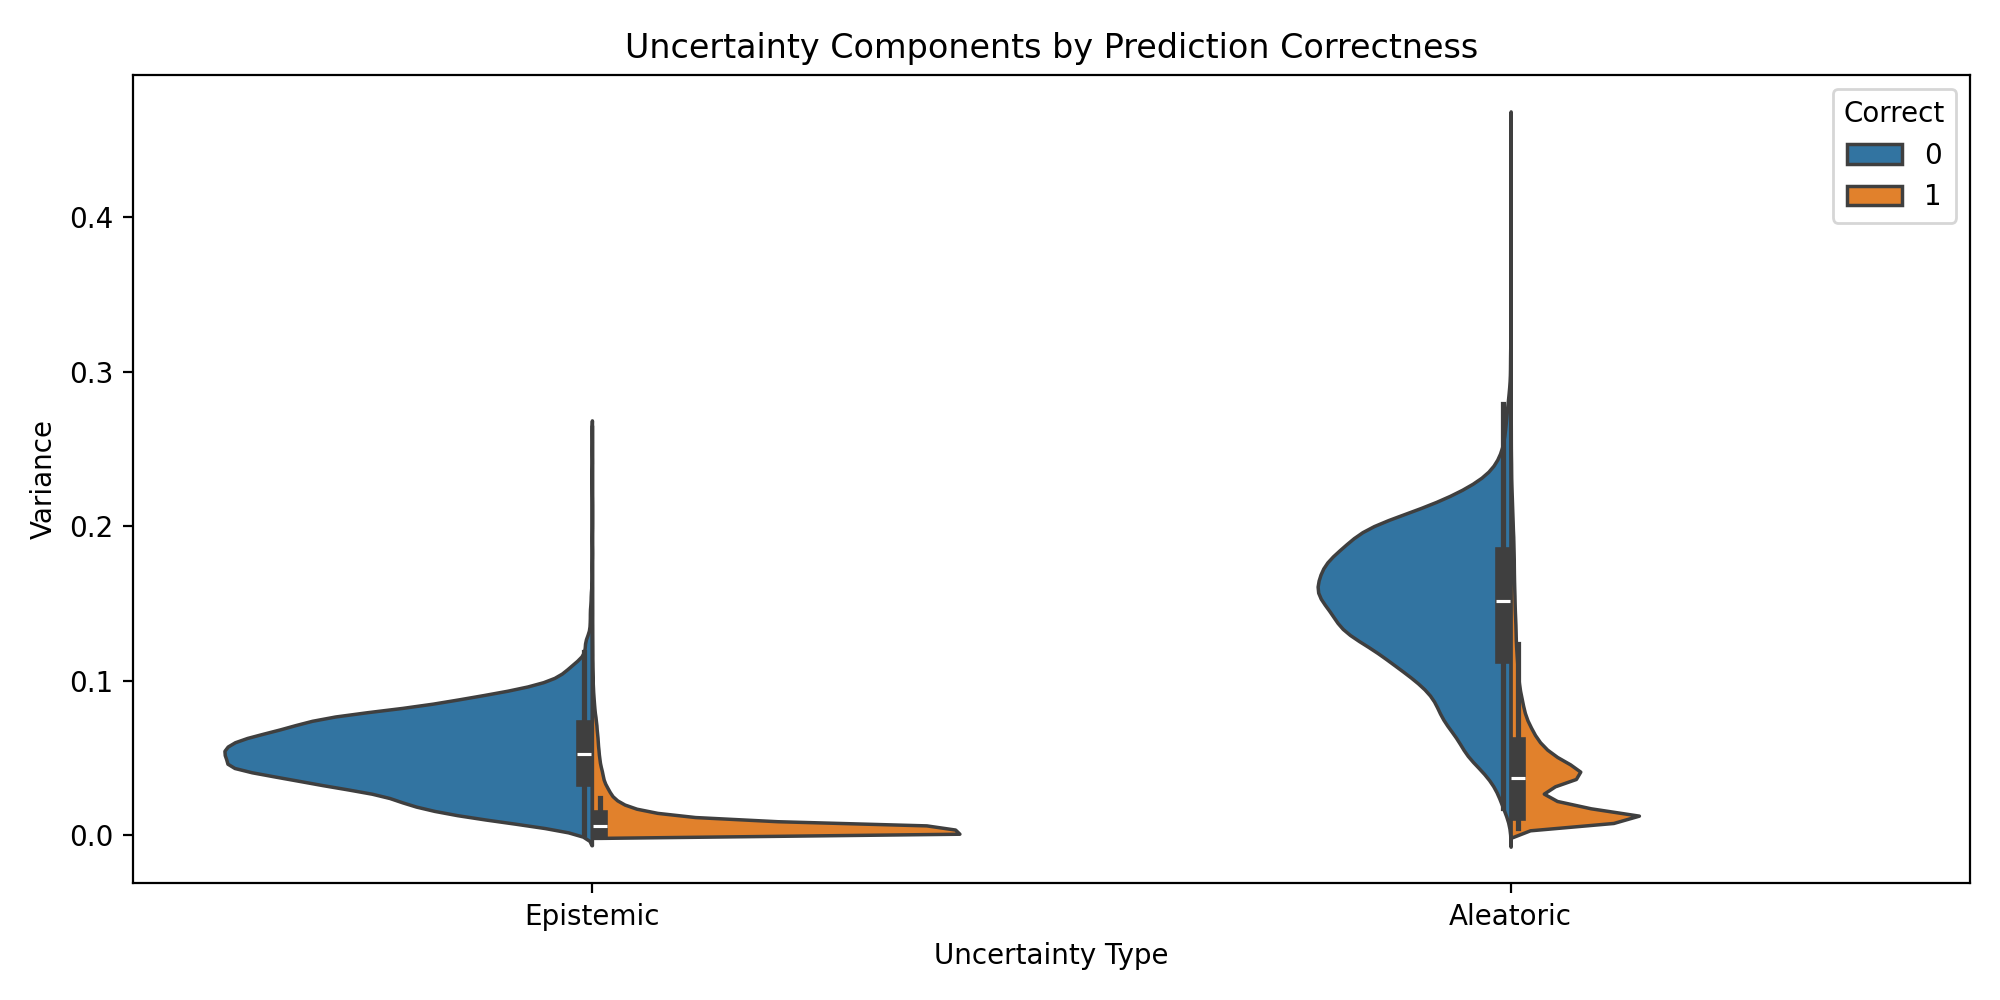 Uncertainty Components by Prediction Correctness
Correct
0
1
0.4
0.3
0.2
0.1
0.0
Variance
Epistemic
Aleatoric
Uncertainty Type